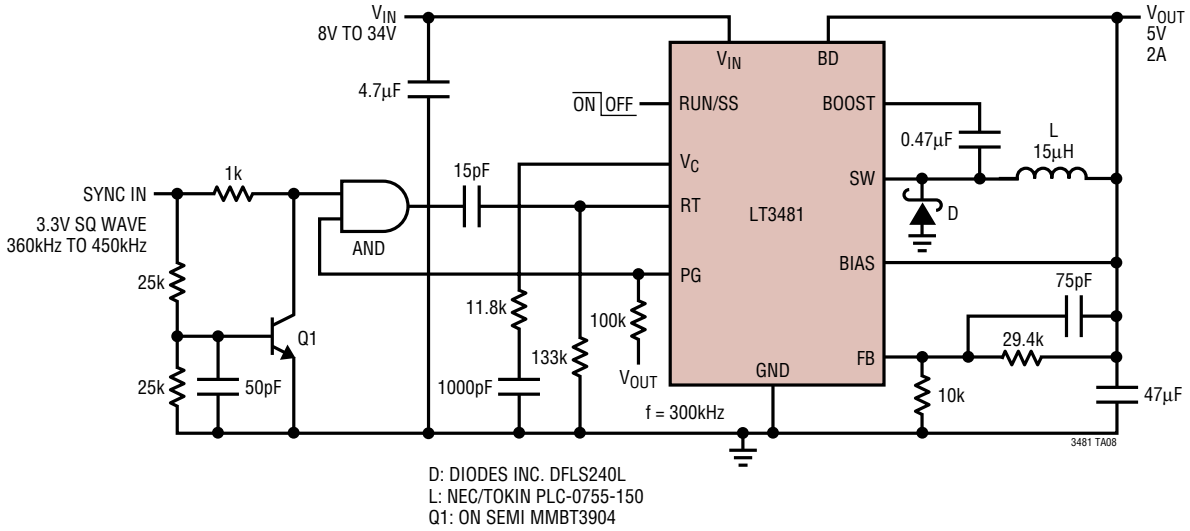 VIN
8V TO 34V
VOUT
5V
2A
4.7µF
VIN
BD
ON OFF
RUN/SS
BOOST
0.47µF
L
15µH
VC
SW
SYNC IN
1k
15pF
RT
LT3481
D
3.3V SQ WAVE
360kHz TO 450kHz
AND
BIAS
PG
75pF
25k
11.8k
100k
Q1
133k
29.4k
FB
VOUT
GND
25k
50pF
1000pF
f = 300kHz
10k
47µF
3481 TA08
D: DIODES INC. DFLS240L
L: NEC/TOKIN PLC-0755-150
Q1: ON SEMI MMBT3904